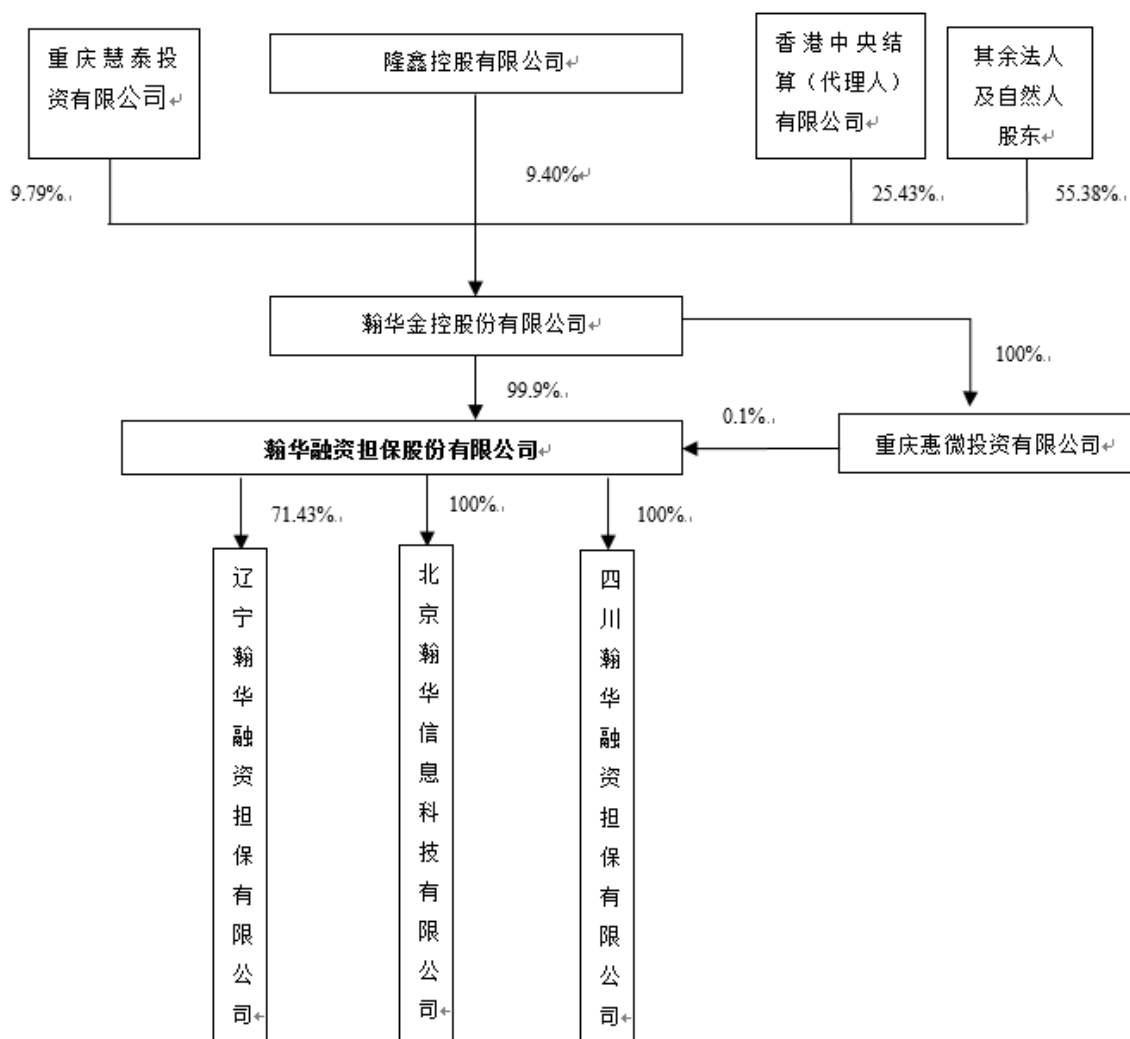 重庆慧泰投
资有限公司
隆鑫控股有限公司
香港中央结
算（代理人）
有限公司
其余法人
及自然人
股东
9.79%
9.40%
25.43%
55.38%
瀚华金控股份有限公司
100%
99.9%
0.1%
瀚华融资担保股份有限公司
重庆惠微投资有限公司
71.43%
100%
100%
辽宁瀚华融资担保有限公司
北京瀚华信息科技有限公司
四川瀚华融资担保有限公司